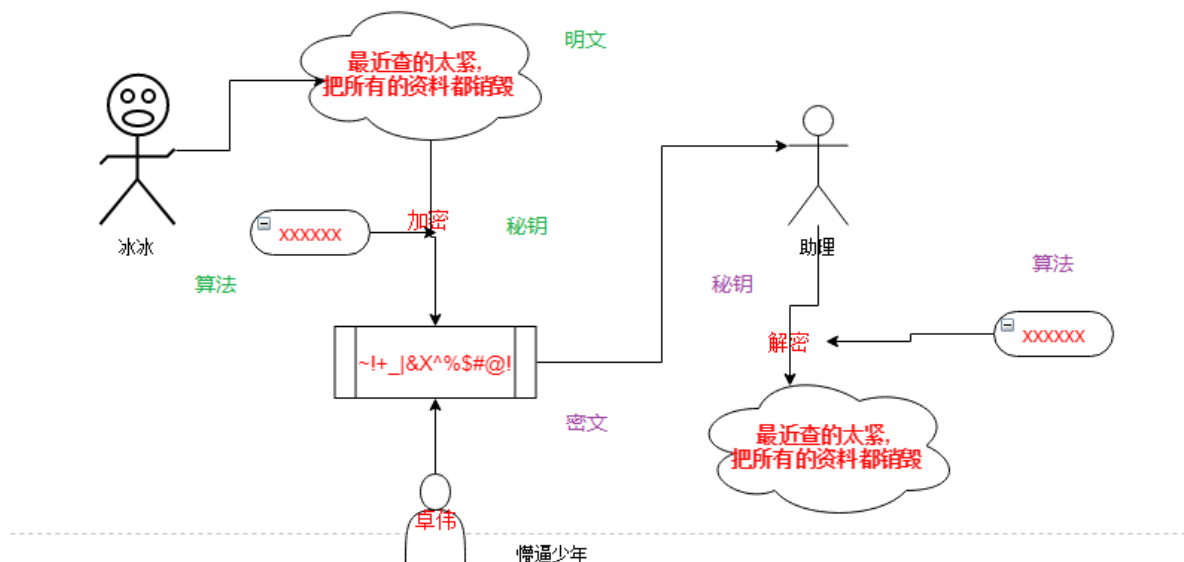 明文
最近查的太紧，
把所有的资料都销毁
冰冰
xxxxxx
加密
秘钥
算法
~!+_|&X^%$#@!
密文
卓伟
懵逼少年
助理
秘钥
算法
解密
xxxxxx
最近查的太紧，
把所有的资料都销毁